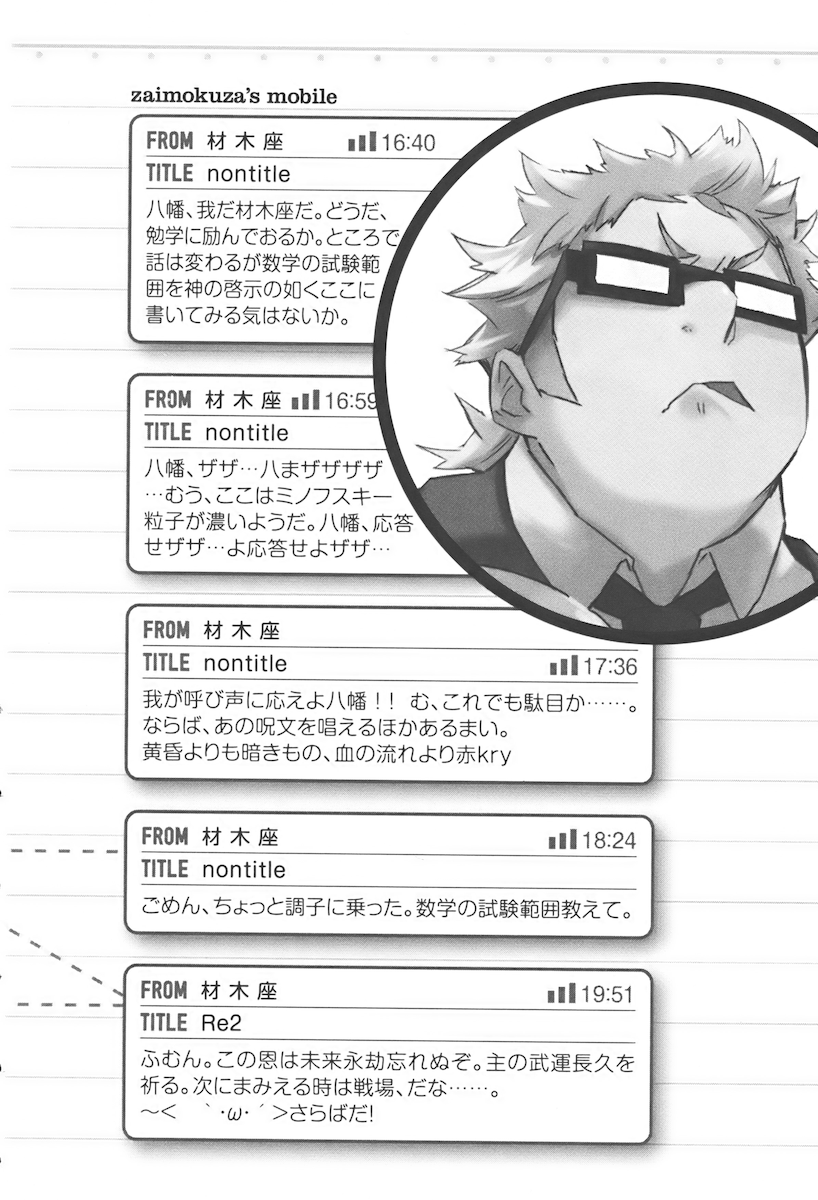 zaimokuza's mobile
FROM 材木座 16:40
TITLE nontitle
八幡、我だ材木座だ。どうだ、
勉学に励んでおるか。ところで
話は変わるが数学の試験範
囲を神の啓示の如くここに
書いてみる気はないか。
FROM 材木座 16:59
TITLE nontitle
八幡、ザザ…八まザザザザ
…むう、ここはミノフスキー
粒子が濃いようだ。八幡、応答
せザザ…よ応答せよザザ…
FROM 材木座
TITLE nontitle 17:36
我が呼び声に応えよ八幡！！ む、これでも駄目か……。
ならば、あの呪文を唱えるほかあるまい。
黄昏よりも暗きもの、血の流れより赤kry
FROM 材木座 18:24
TITLE nontitle
ごめん、ちょっと調子に乗った。数学の試験範囲教えて。
FROM 材木座 19:51
TITLE Re2
ふむん。この恩は未来永劫忘れぬぞ。主の武運長久を
祈る。次にまみえる時は戦場、だな……。
～＜ ｀･ω･´ ＞さらばだ!